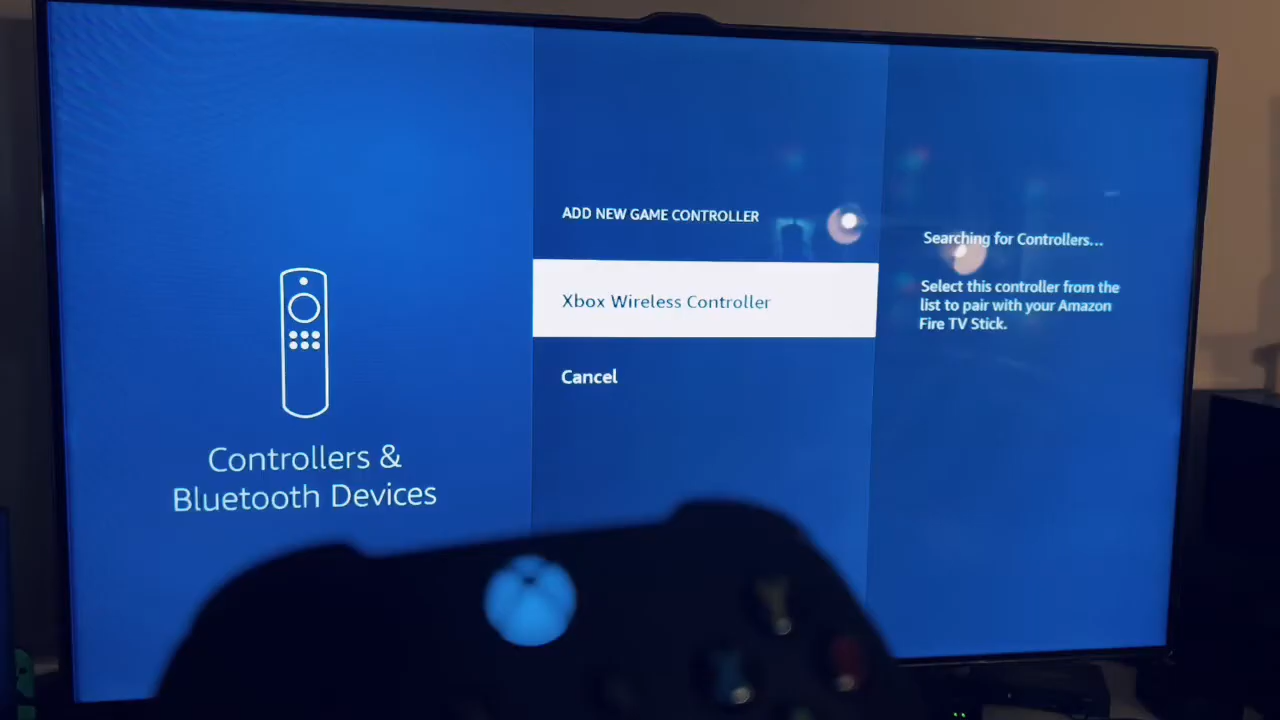 ADD NEW GAME CONTROLLER
Xbox Wireless Controller
Cancel
Searching for Controllers...
Select this controller from the
list to pair with your Amazon
Fire TV Stick.
Controllers &
Bluetooth Devices